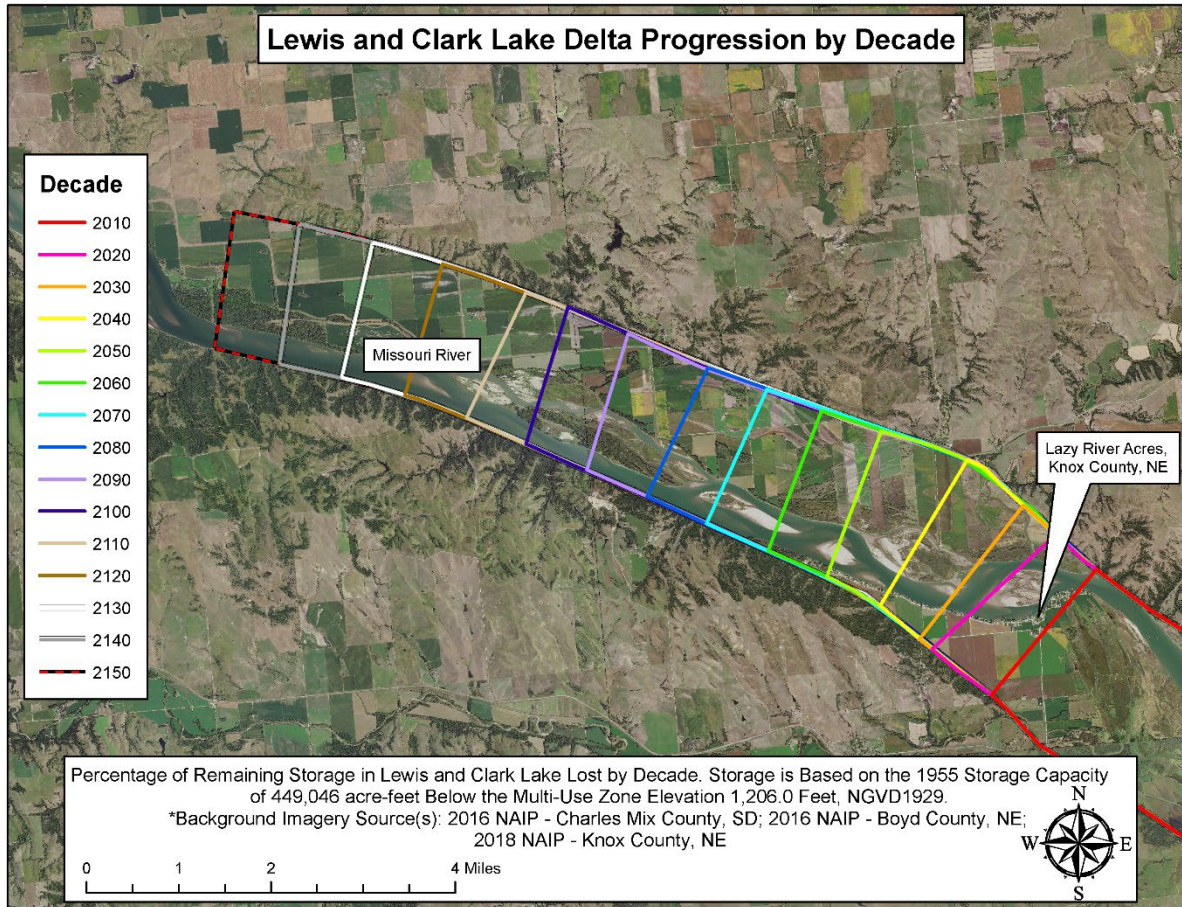 Lewis and Clark Lake Delta Progression by Decade
Decade
2010
2020
2030
2040
2050
2060
2070
2080
2090
2100
2110
2120
2130
2140
2150
Missouri River
Lazy River Acres,
Knox County, NE
Percentage of Remaining Storage in Lewis and Clark Lake Lost by Decade. Storage is Based on the 1955 Storage Capacity
of 449,046 acre-feet Below the Multi-Use Zone Elevation 1,206.0 Feet, NGVD1929.
*Background Imagery Source(s): 2016 NAIP - Charles Mix County, SD; 2016 NAIP - Boyd County, NE;
2018 NAIP - Knox County, NE
0 1 2 4 Miles
N
W E
S